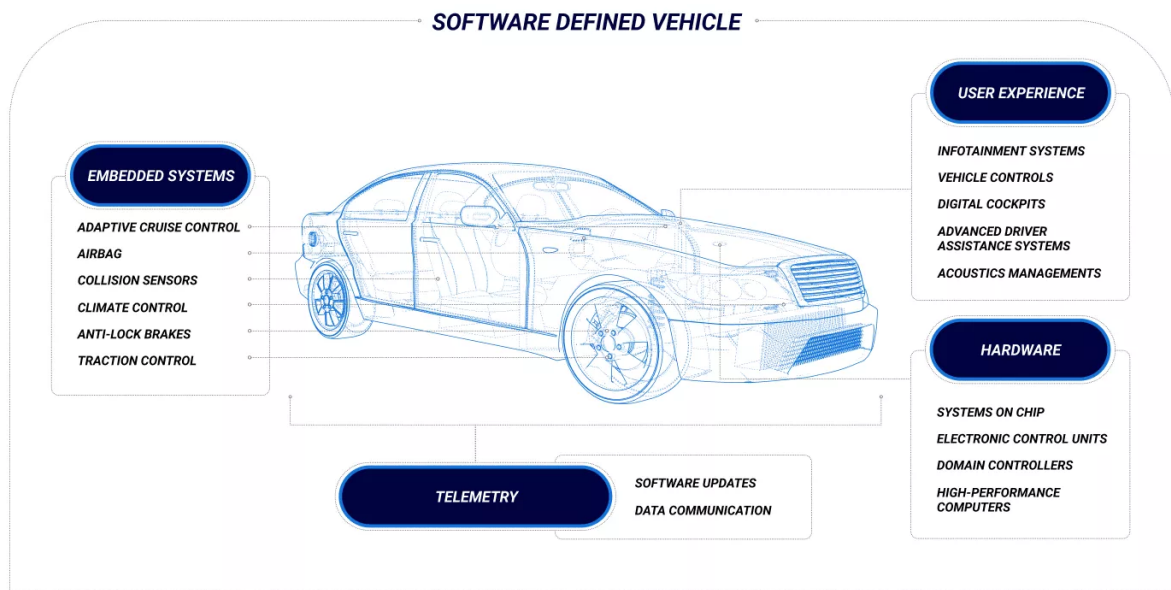 SOFTWARE DEFINED VEHICLE
EMBEDDED SYSTEMS
ADAPTIVE CRUISE CONTROL
AIRBAG
COLLISION SENSORS
CLIMATE CONTROL
ANTI-LOCK BRAKES
TRACTION CONTROL
USER EXPERIENCE
INFOTAINMENT SYSTEMS
VEHICLE CONTROLS
DIGITAL COCKPITS
ADVANCED DRIVER
ASSISTANCE SYSTEMS
ACOUSTICS MANAGEMENTS
HARDWARE
SYSTEMS ON CHIP
ELECTRONIC CONTROL UNITS
DOMAIN CONTROLLERS
HIGH-PERFORMANCE
COMPUTERS
TELEMETRY
SOFTWARE UPDATES
DATA COMMUNICATION